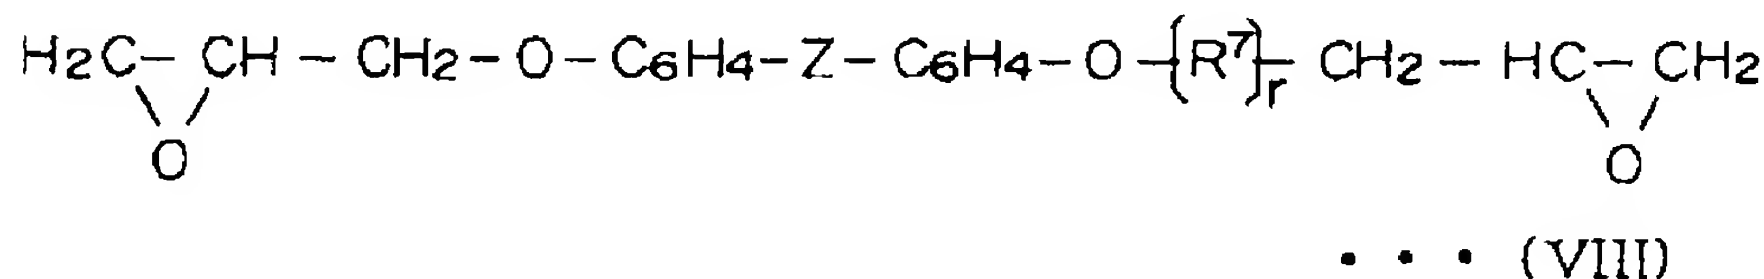 H2C– CH – CH2 – O – C6H4 – Z – C6H4 – O –{R7}r– CH2 – HC – CH2
O O
• • • (VIII)